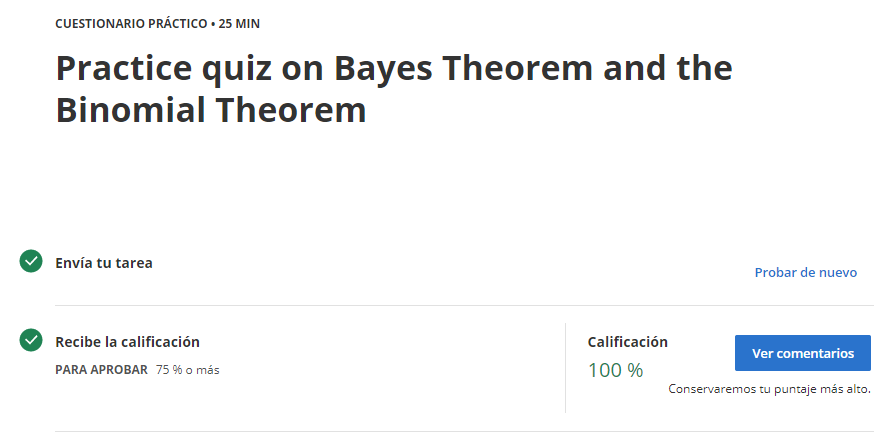 CUESTIONARIO PRÁCTICO • 25 MIN
Practice quiz on Bayes Theorem and the
Binomial Theorem
Envía tu tarea
Probar de nuevo
Recibe la calificación
PARA APROBAR 75 % o más
Calificación
100 %
Ver comentarios
Conservaremos tu puntaje más alto.